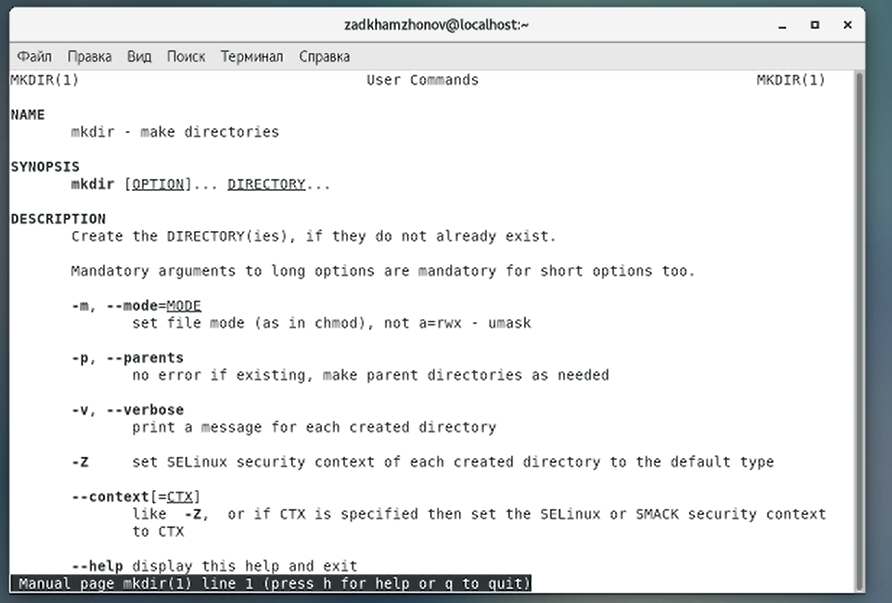 zadkhamzhonov@localhost:~
Файл Правка Вид Поиск Терминал Справка
MKDIR(1) User Commands MKDIR(1)
NAME
mkdir - make directories
SYNOPSIS
mkdir [OPTION]... DIRECTORY...
DESCRIPTION
Create the DIRECTORY(ies), if they do not already exist.
Mandatory arguments to long options are mandatory for short options too.
-m, --mode=MODE
set file mode (as in chmod), not a=rwx - umask
-p, --parents
no error if existing, make parent directories as needed
-v, --verbose
print a message for each created directory
-Z set SELinux security context of each created directory to the default type
--context[=CTX]
like -Z, or if CTX is specified then set the SELinux or SMACK security context
to CTX
--help display this help and exit
Manual page mkdir(1) line 1 (press h for help or q to quit)